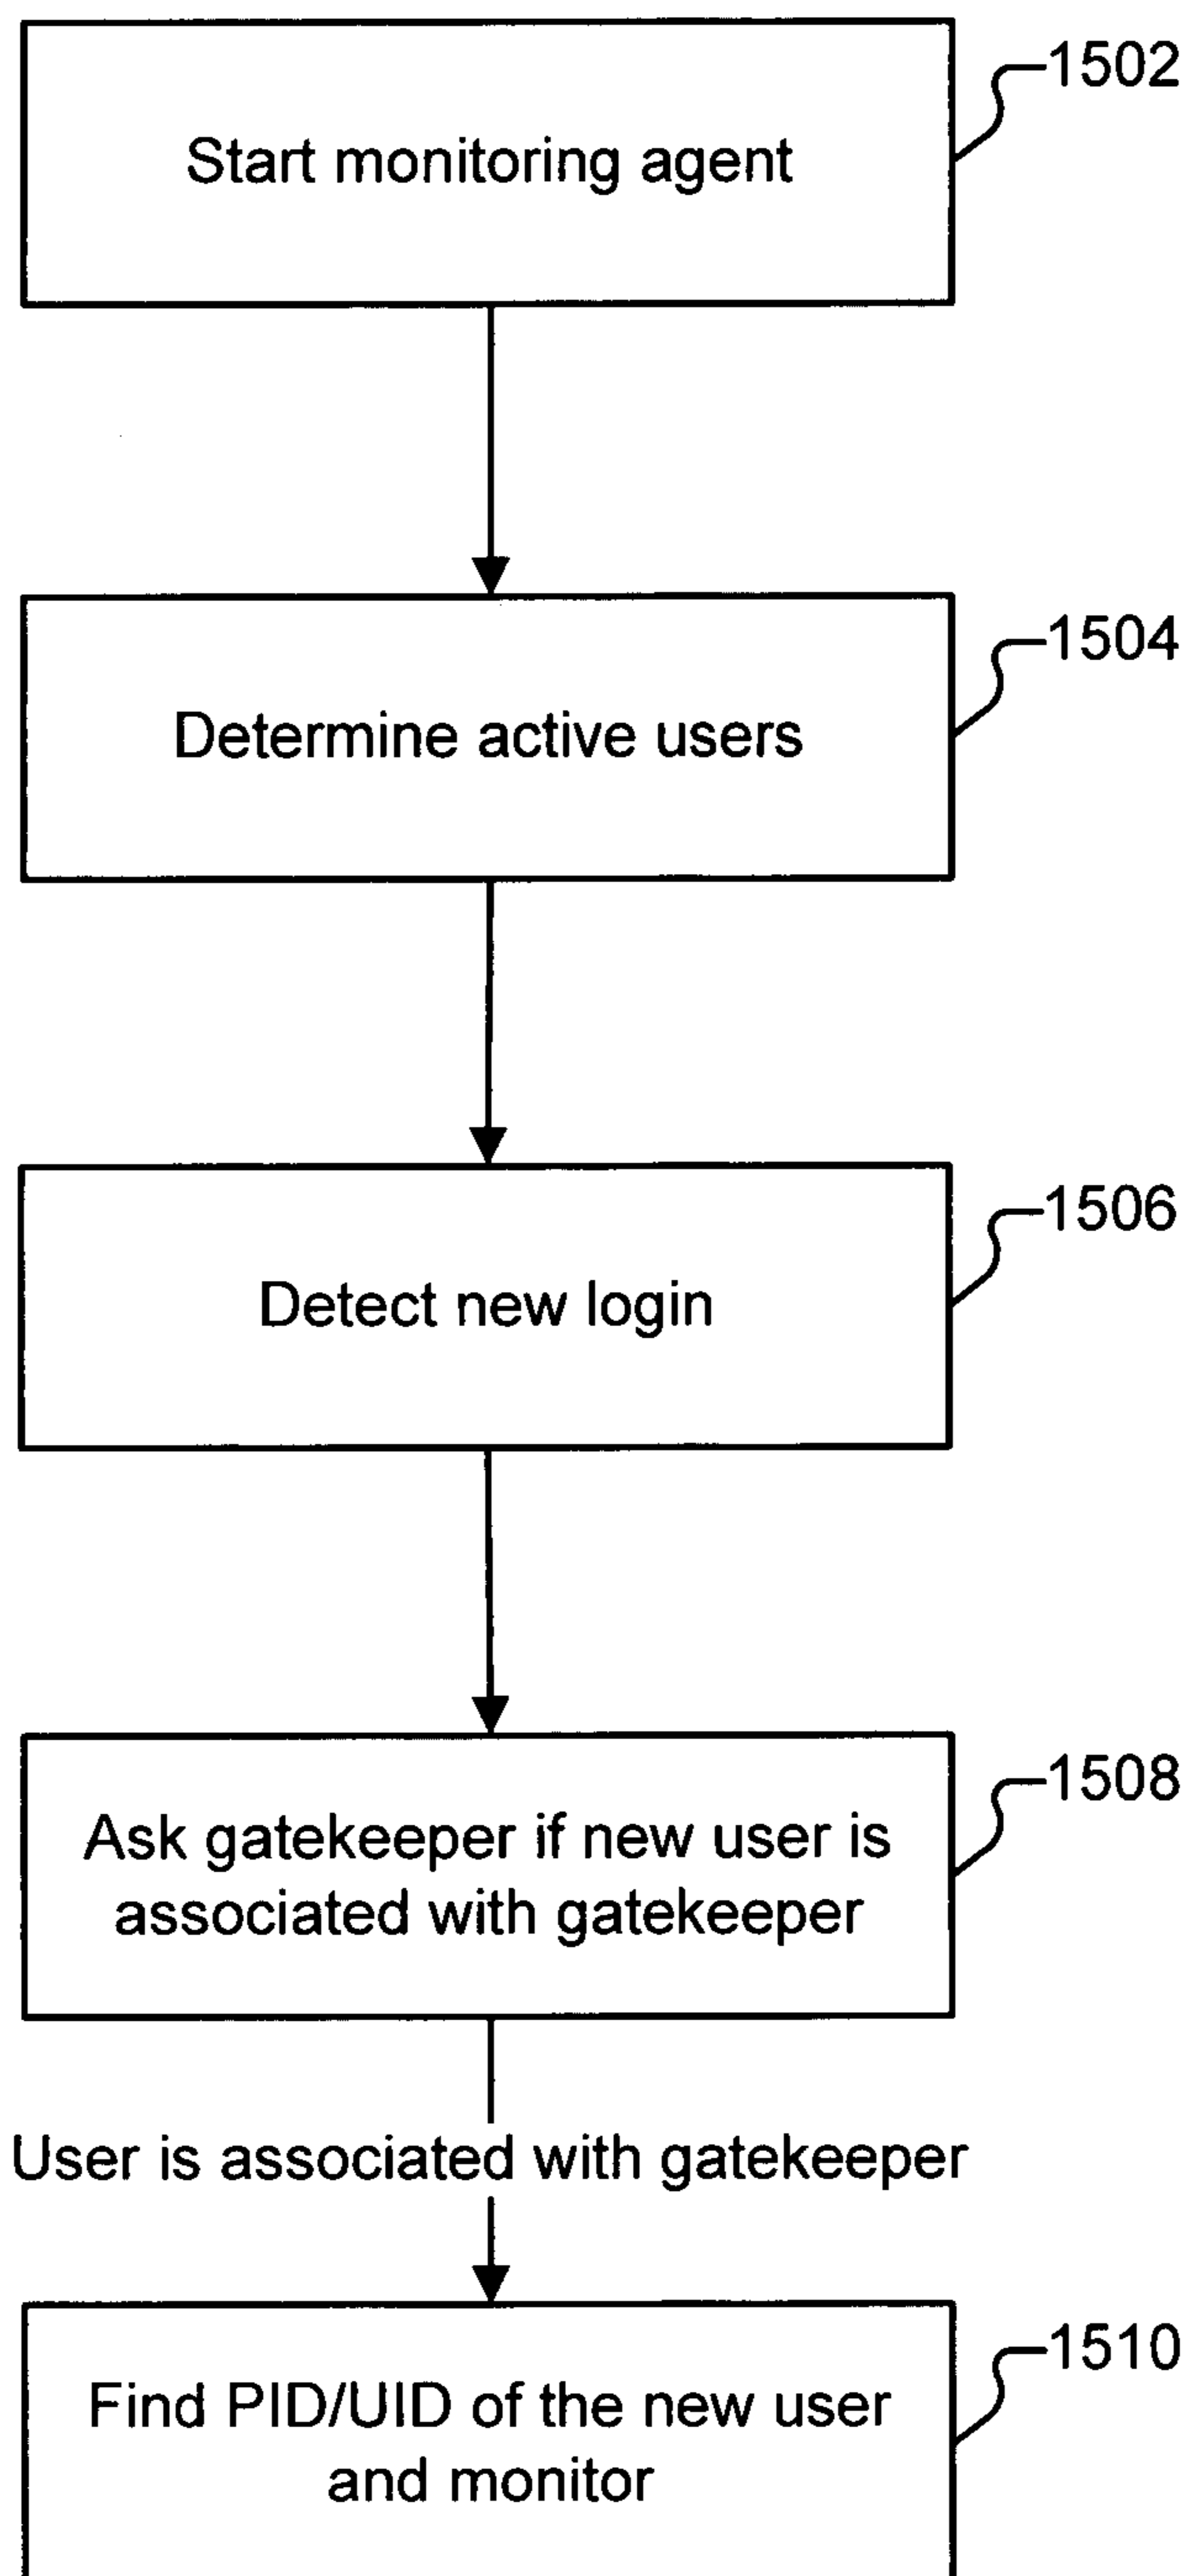 1502
Start monitoring agent
1504
Determine active users
1506
Detect new login
1508
Ask gatekeeper if new user is
associated with gatekeeper
User is associated with gatekeeper
1510
Find PID/UID of the new user
and monitor